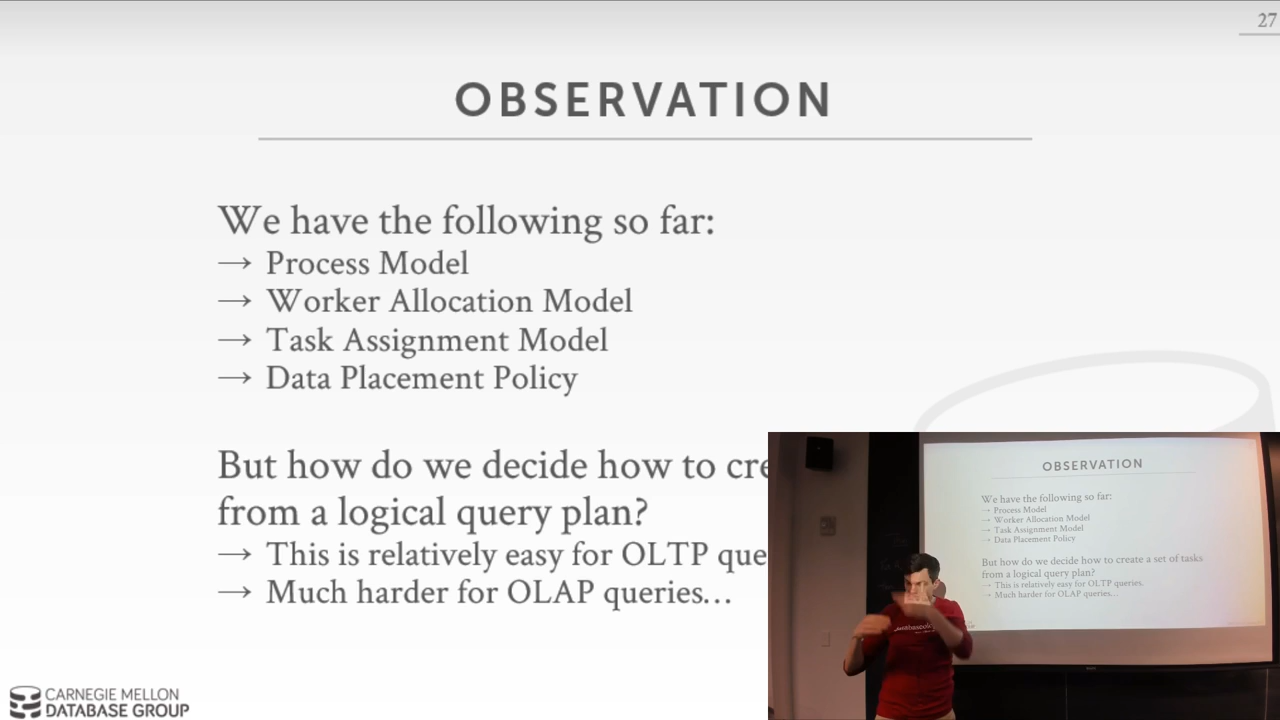 27
OBSERVATION
We have the following so far:
→ Process Model
→ Worker Allocation Model
→ Task Assignment Model
→ Data Placement Policy
But how do we decide how to cre
from a logical query plan?
→ This is relatively easy for OLTP que
→ Much harder for OLAP queries…
CARNEGIE MELLON
DATABASE GROUP
OBSERVATION
We have the following so far:
→ Process Model
→ Worker Allocation Model
→ Task Assignment Model
→ Data Placement Policy
But how do we decide how to create a set of tasks
from a logical query plan?
→ This is relatively easy for OLTP queries.
→ Much harder for OLAP queries…